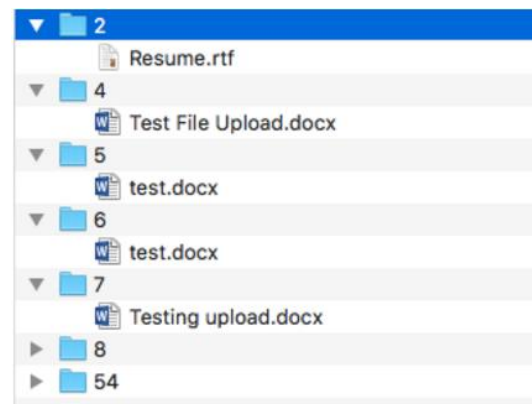 2
Resume.rtf
4
Test File Upload.docx
5
test.docx
6
test.docx
7
Testing upload.docx
8
54